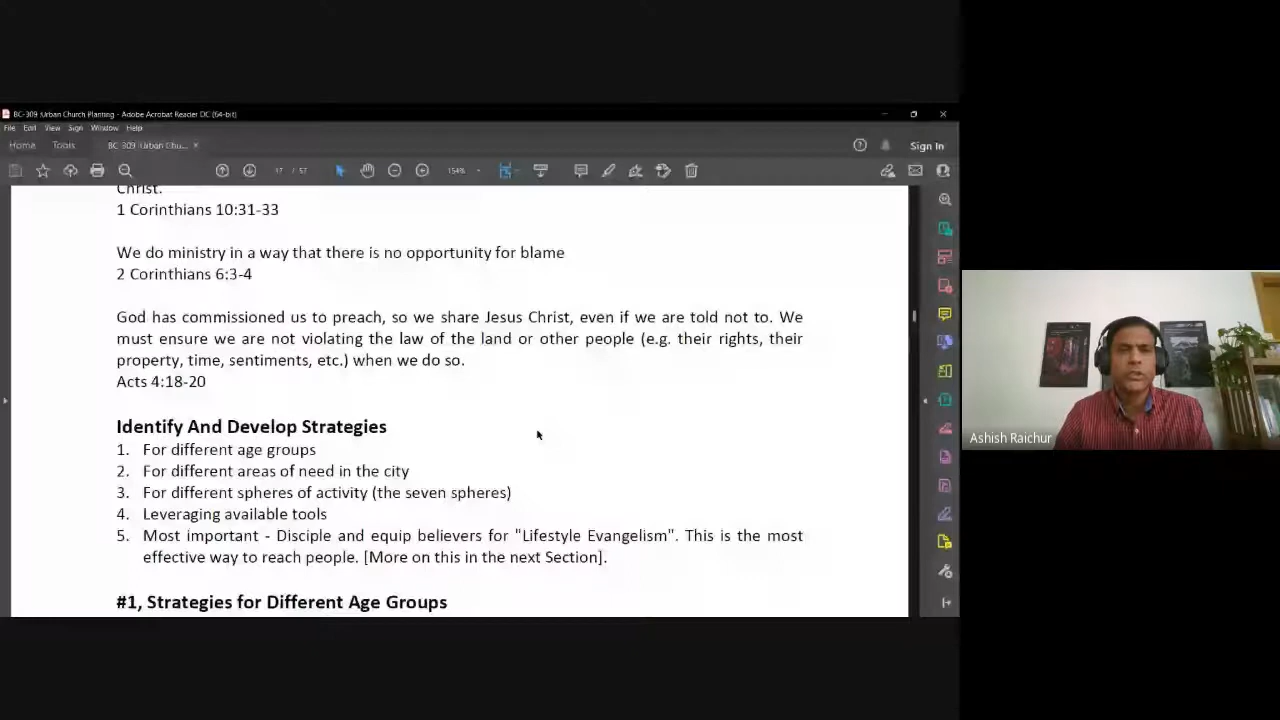 BC-309 :Urban Church Planting - Adobe Acrobat Reader DC (64-bit)
File Edit View Sign Window Help
Home Tools BC-309 :Urban Chu... ×
Sign In
17 / 57 154%
Christ.
1 Corinthians 10:31-33
We do ministry in a way that there is no opportunity for blame
2 Corinthians 6:3-4
God has commissioned us to preach, so we share Jesus Christ, even if we are told not to. We
must ensure we are not violating the law of the land or other people (e.g. their rights, their
property, time, sentiments, etc.) when we do so.
Acts 4:18-20
Identify And Develop Strategies
1. For different age groups
2. For different areas of need in the city
3. For different spheres of activity (the seven spheres)
4. Leveraging available tools
5. Most important - Disciple and equip believers for "Lifestyle Evangelism". This is the most
effective way to reach people. [More on this in the next Section].
#1, Strategies for Different Age Groups
Ashish Raichur